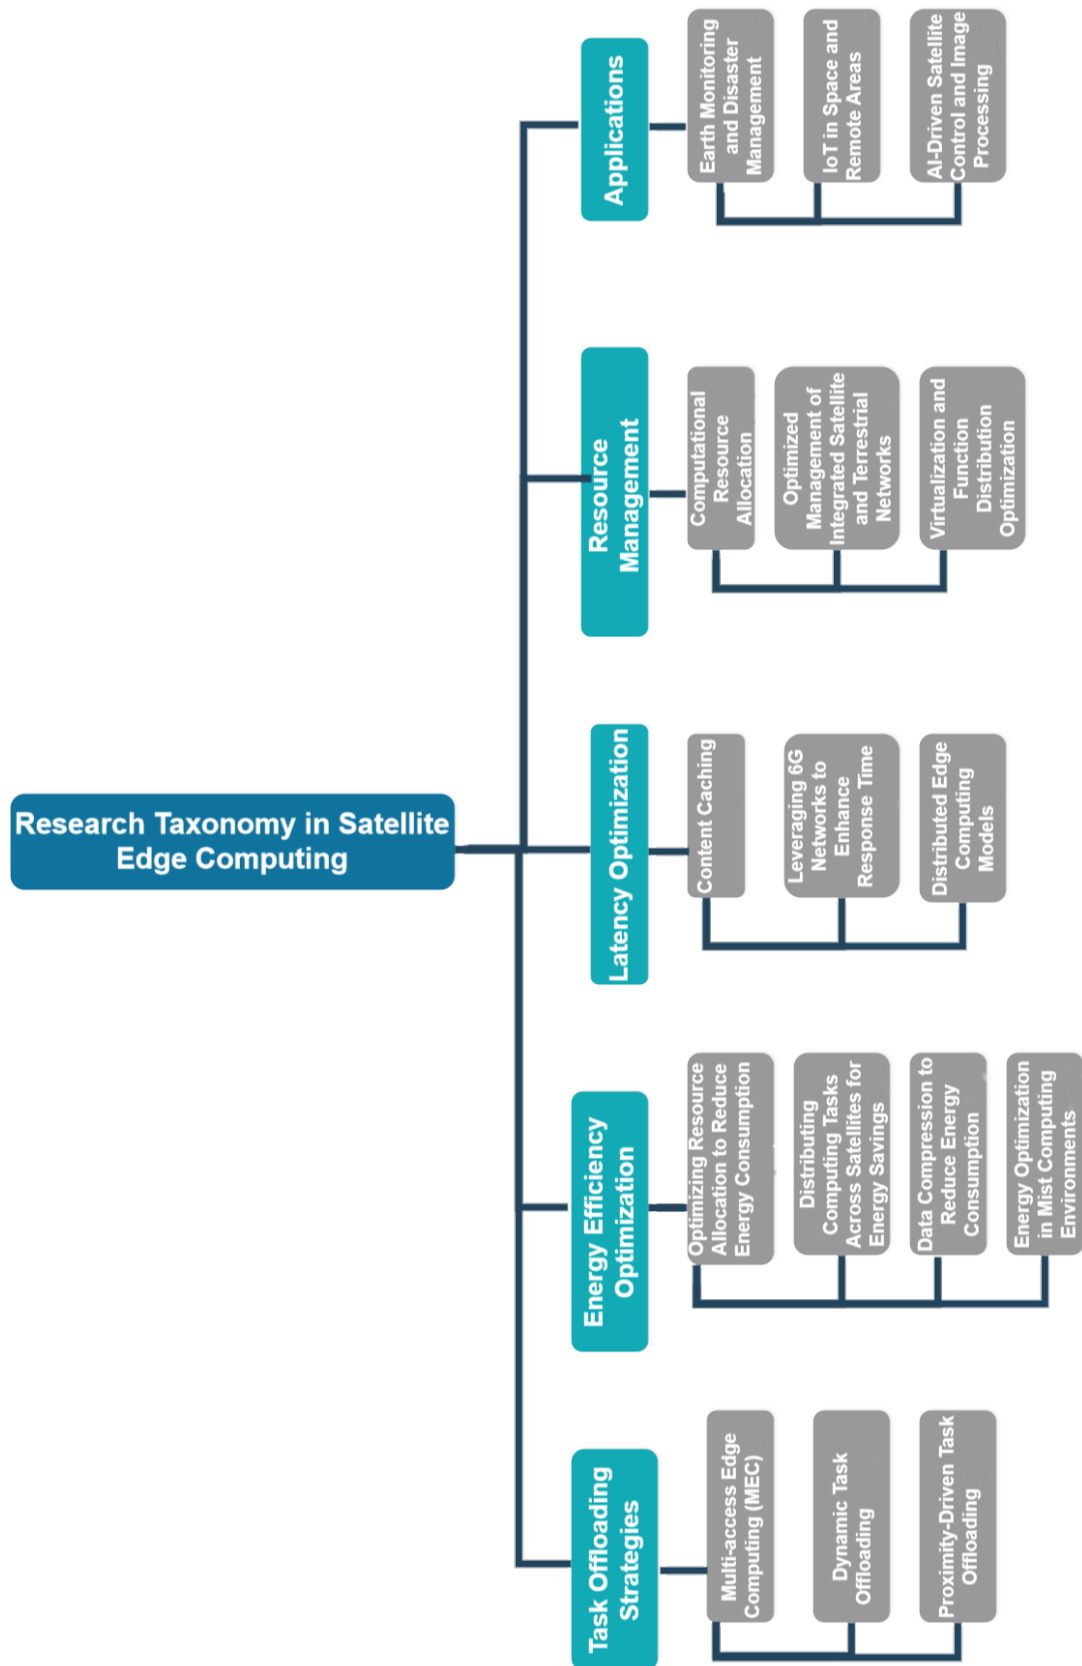 Research Taxonomy in Satellite
Edge Computing
Task Offloading
Strategies
Multi-access Edge
Computing (MEC)
Dynamic Task
Offloading
Proximity-Driven Task
Offloading
Energy Efficiency
Optimization
Optimizing Resource
Allocation to Reduce
Energy Consumption
Distributing
Computing Tasks
Across Satellites for
Energy Savings
Data Compression to
Reduce Energy
Consumption
Energy Optimization
in Mist Computing
Environments
Latency Optimization
Content Caching
Leveraging 6G
Networks to
Enhance
Response Time
Distributed Edge
Computing
Models
Resource
Management
Computational
Resource
Allocation
Optimized
Management of
Integrated Satellite
and Terrestrial
Networks
Virtualization and
Function
Distribution
Optimization
Applications
Earth Monitoring
and Disaster
Management
IoT in Space and
Remote Areas
AI-Driven Satellite
Control and Image
Processing